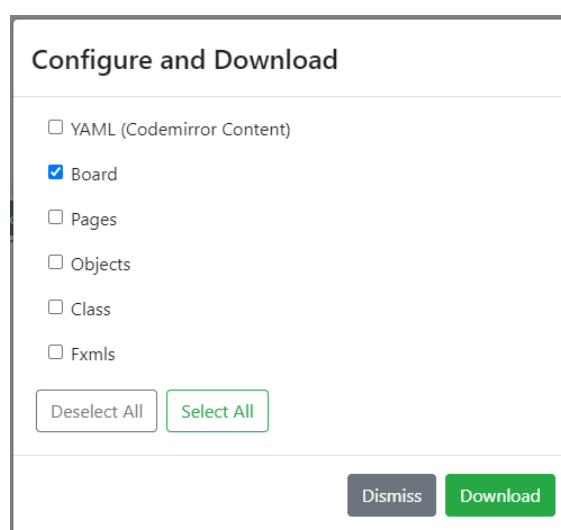 Configure and Download
YAML (Codemirror Content)
Board
Pages
Objects
Class
Fxmls
Deselect All Select All
Dismiss Download